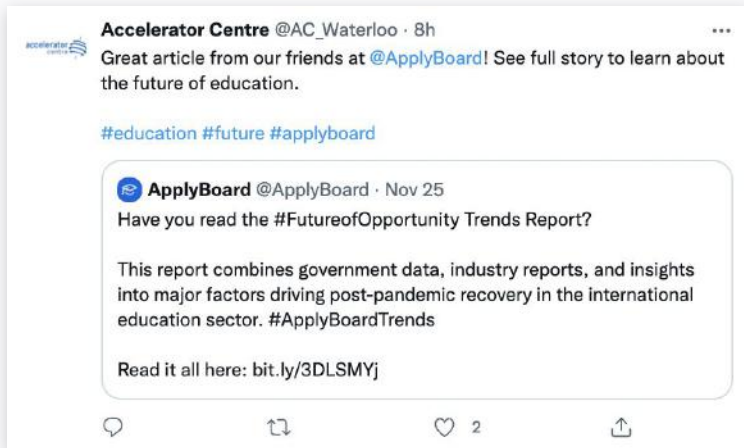 accelerator
centre
Accelerator Centre @AC_Waterloo · 8h
Great article from our friends at @ApplyBoard! See full story to learn about
the future of education.
#education #future #applyboard
ApplyBoard @ApplyBoard · Nov 25
Have you read the #FutureofOpportunity Trends Report?
This report combines government data, industry reports, and insights
into major factors driving post-pandemic recovery in the international
education sector. #ApplyBoardTrends
Read it all here: bit.ly/3DLSMYj
2